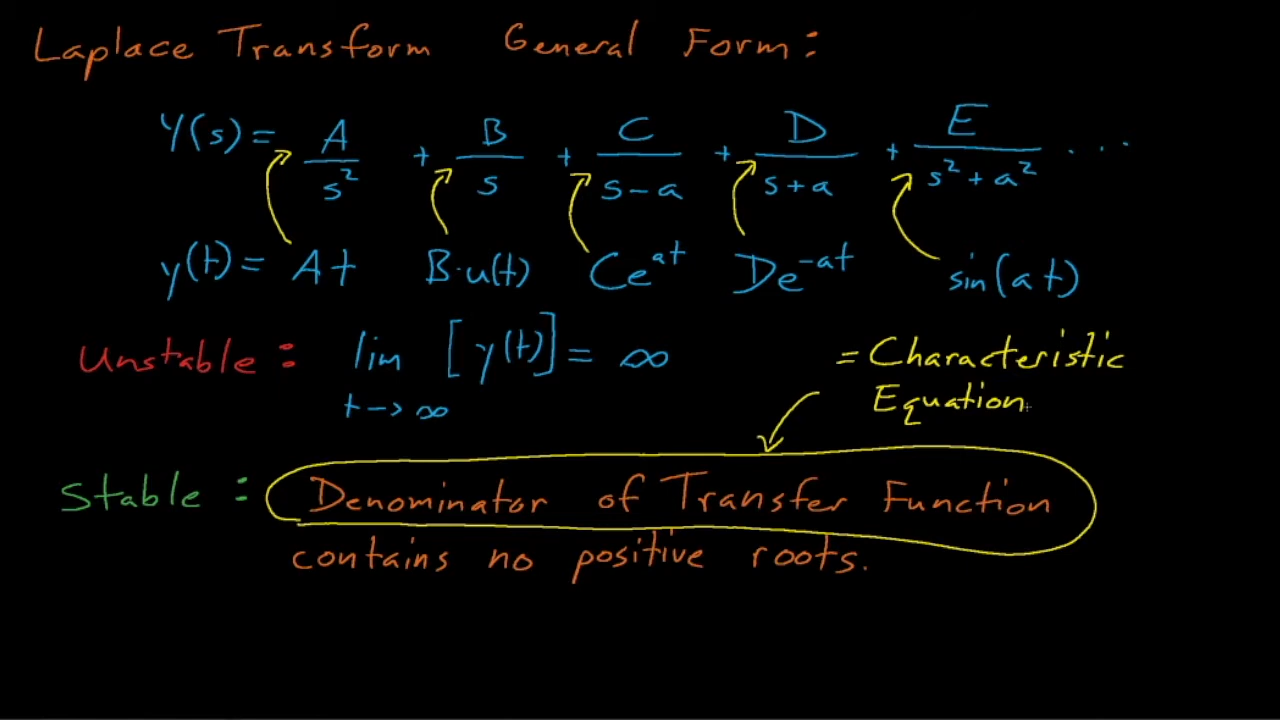 Laplace Transform General Form:
Y(s) = A/s² + B/s + C/(s-a) + D/(s+a) + E/(s²+a²) ...
y(t) = At B·u(t) Ce^at De^-at sin(at)
Unstable: lim t->∞ [y(t)] = ∞
= Characteristic
Equation
Stable: Denominator of Transfer Function
contains no positive roots.